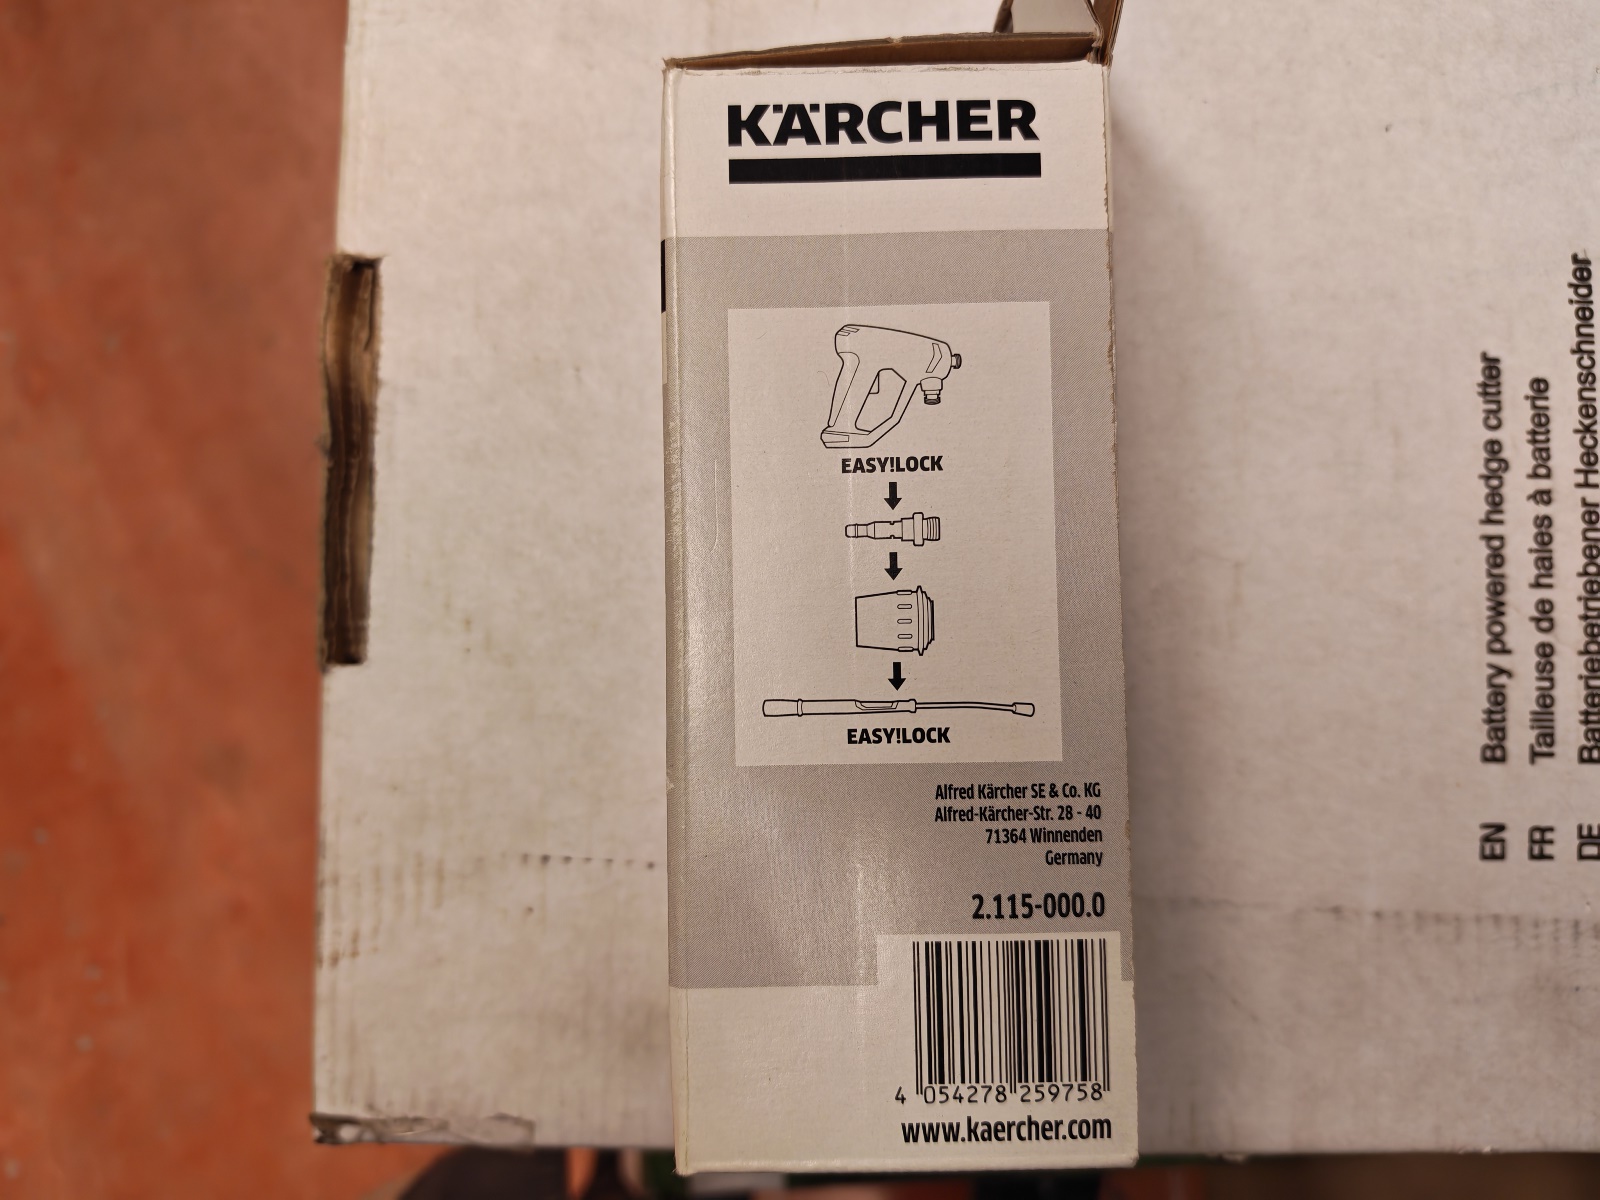 KÄRCHER
EASY!LOCK
EASY!LOCK
Alfred Kärcher SE & Co. KG
Alfred-Kärcher-Str. 28 - 40
71364 Winnenden
Germany
2.115-000.0
4 054278 259758
www.kaercher.com
EN Battery powered hedge cutter
FR Tailleuse de haies à batterie
DE Batteriebetriebener Heckenschneider